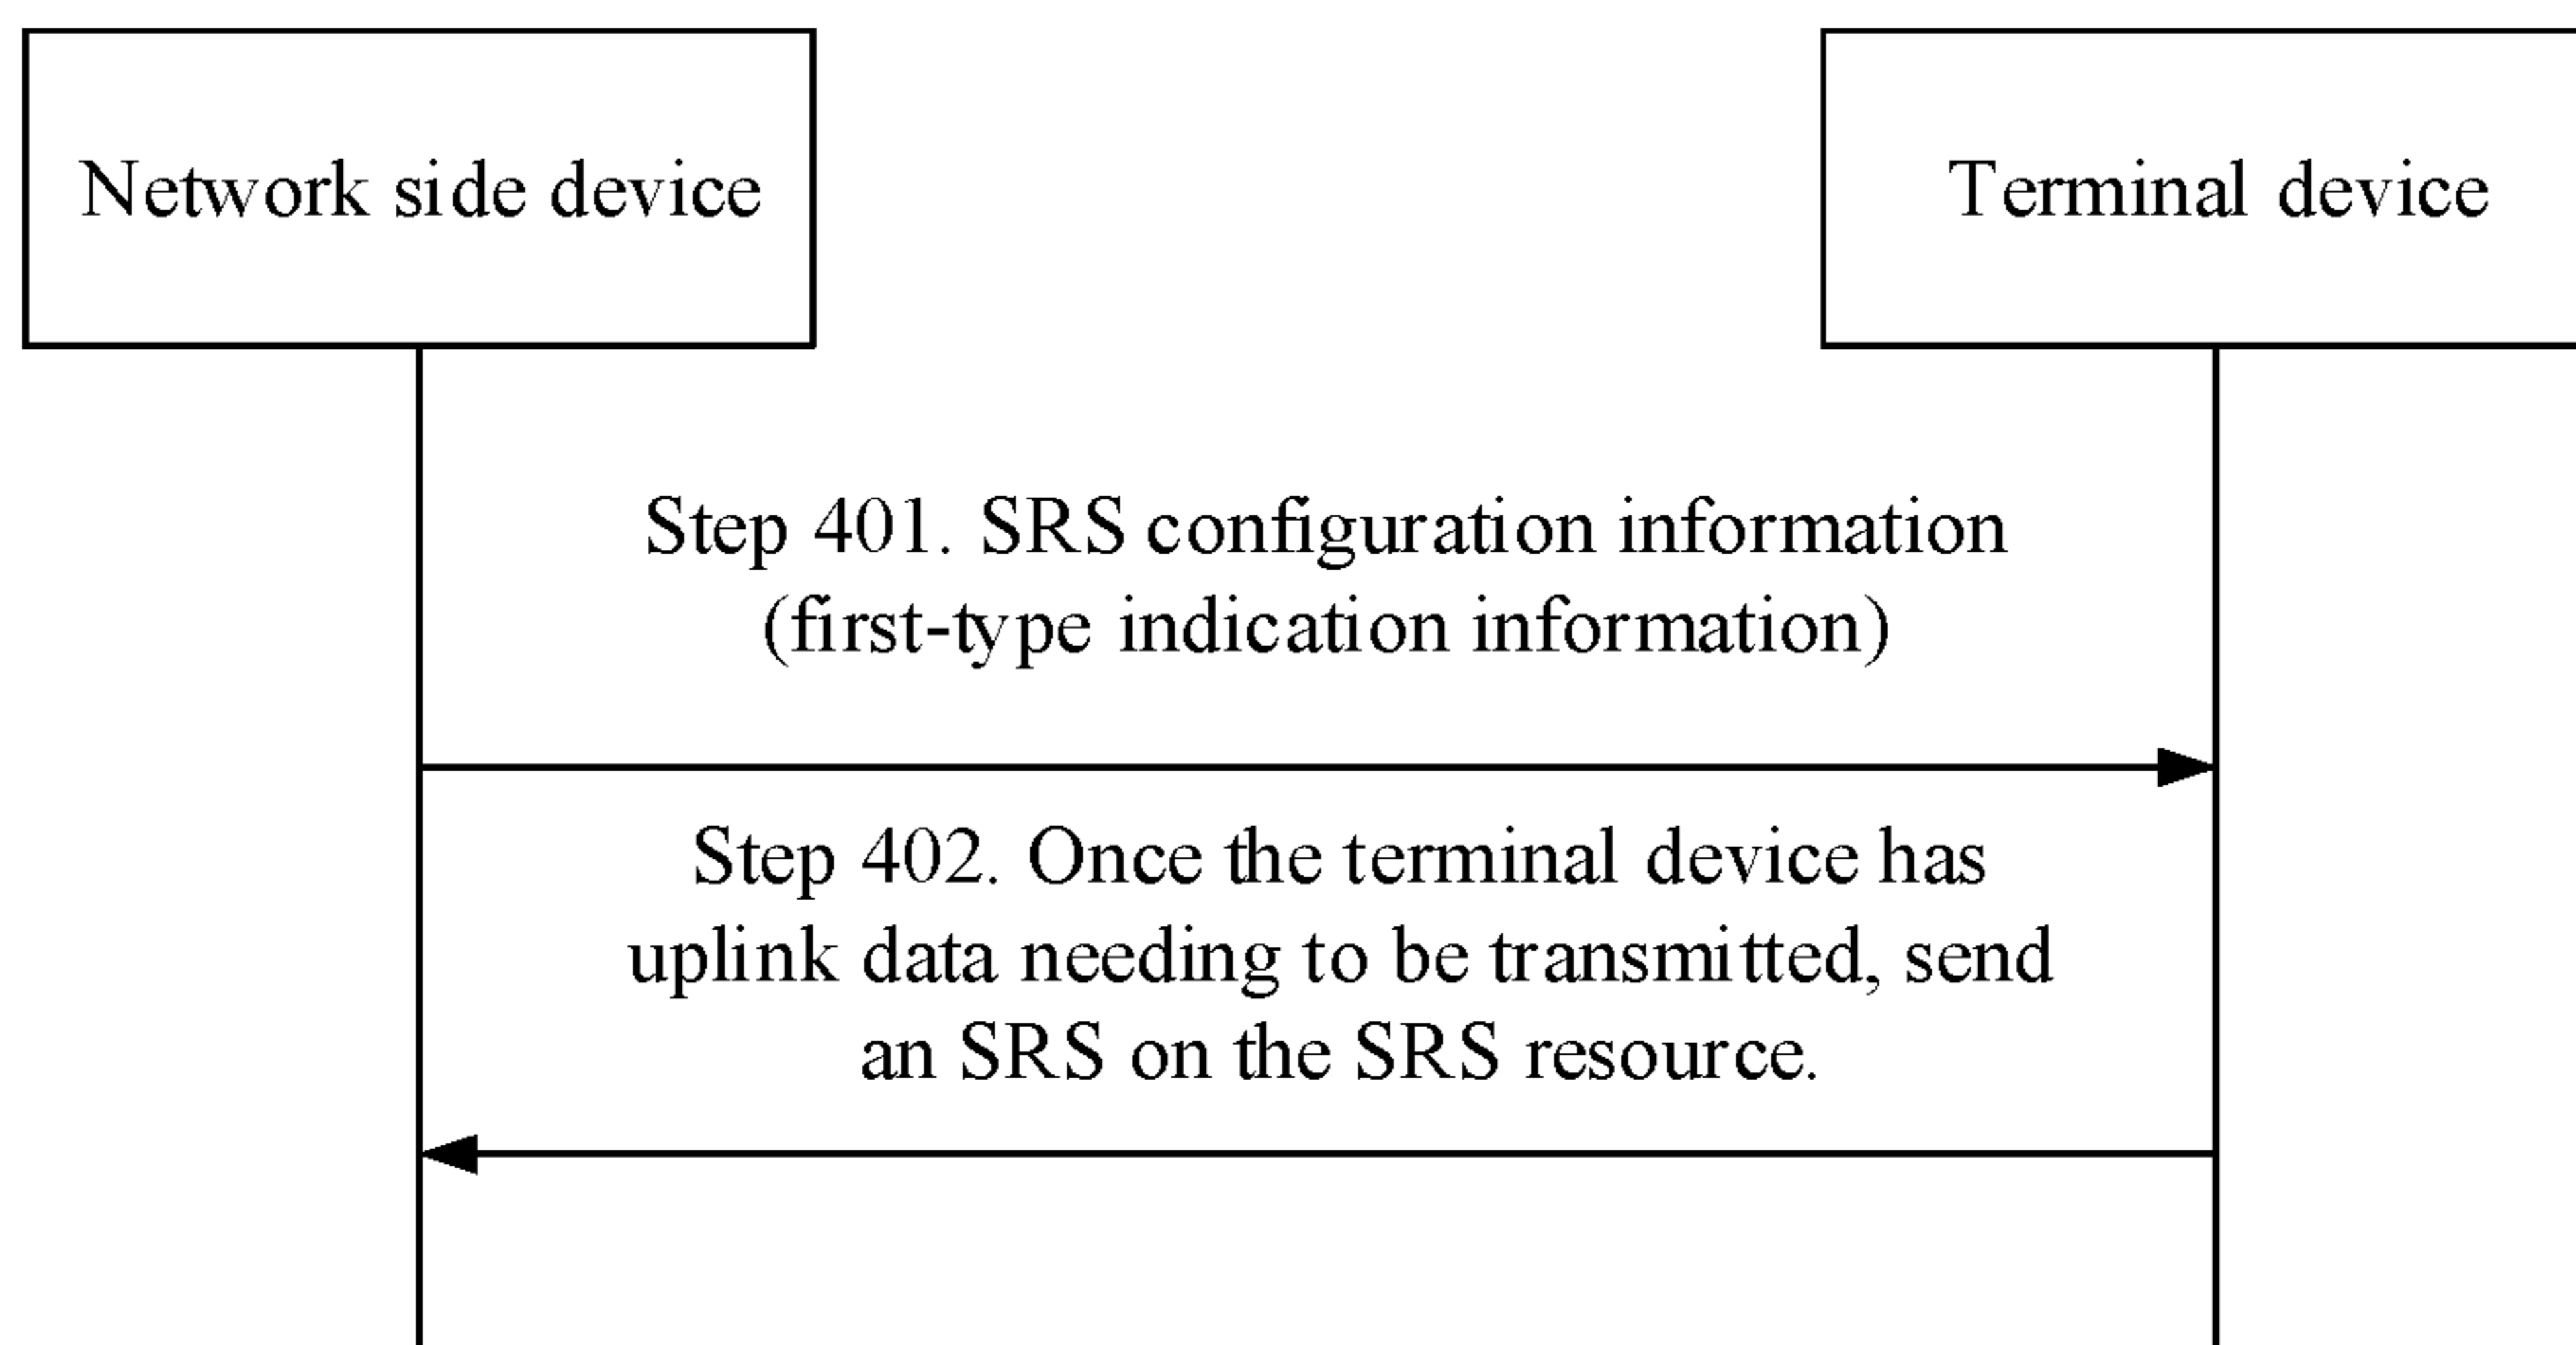 Network side device
Terminal device
Step 401. SRS configuration information
(first-type indication information)
Step 402. Once the terminal device has
uplink data needing to be transmitted, send
an SRS on the SRS resource.